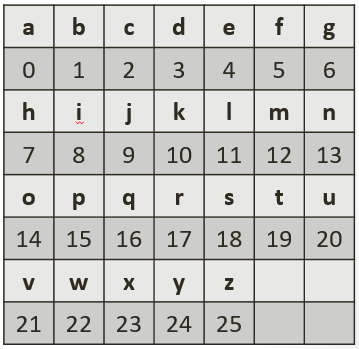 a b c d e f g
0 1 2 3 4 5 6
h i j k l m n
7 8 9 10 11 12 13
o p q r s t u
14 15 16 17 18 19 20
v w x y z
21 22 23 24 25